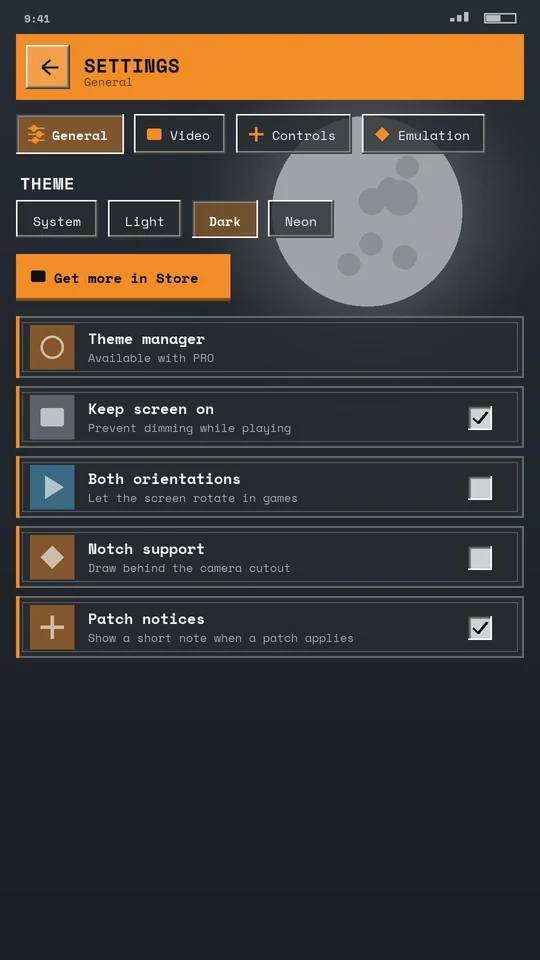 9:41
SETTINGS
General
General
Video
Controls
Emulation
THEME
System
Light
Dark
Neon
Get more in Store
Theme manager
Available with PRO
Keep screen on
Prevent dimming while playing
Both orientations
Let the screen rotate in games
Notch support
Draw behind the camera cutout
Patch notices
Show a short note when a patch applies